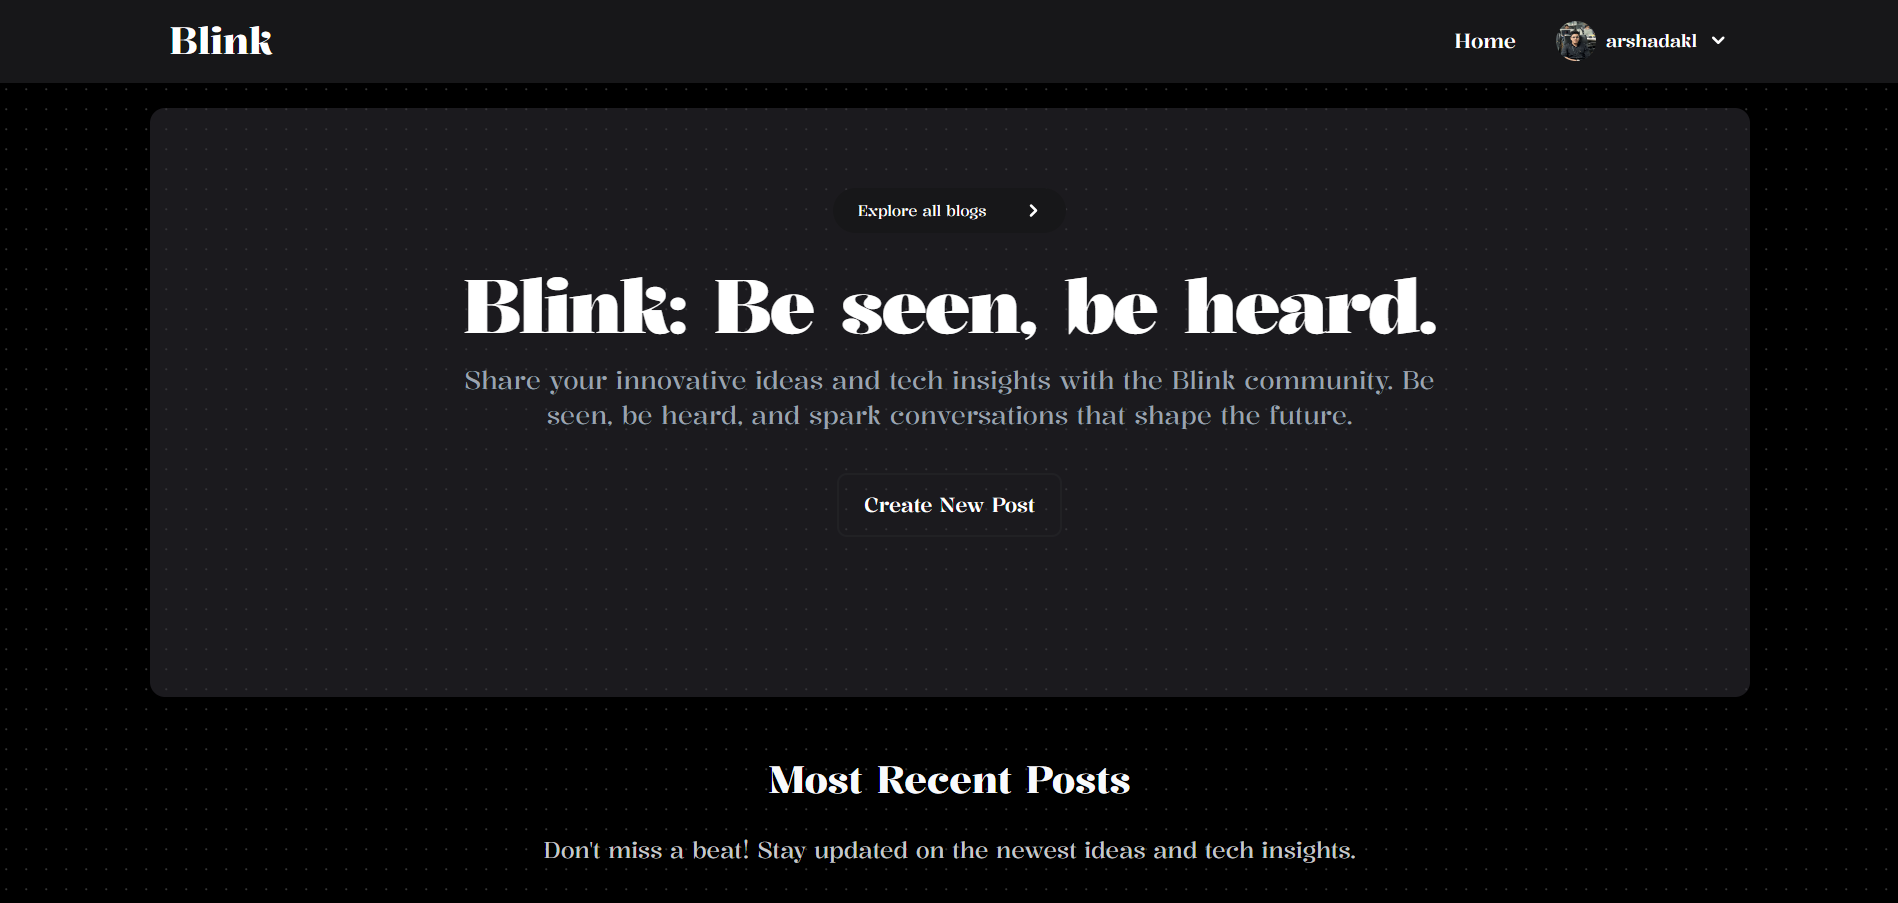 Blink
Home
arshadakl
Explore all blogs
Blink: Be seen, be heard.
Share your innovative ideas and tech insights with the Blink community. Be
seen, be heard, and spark conversations that shape the future.
Create New Post
Most Recent Posts
Don't miss a beat! Stay updated on the newest ideas and tech insights.